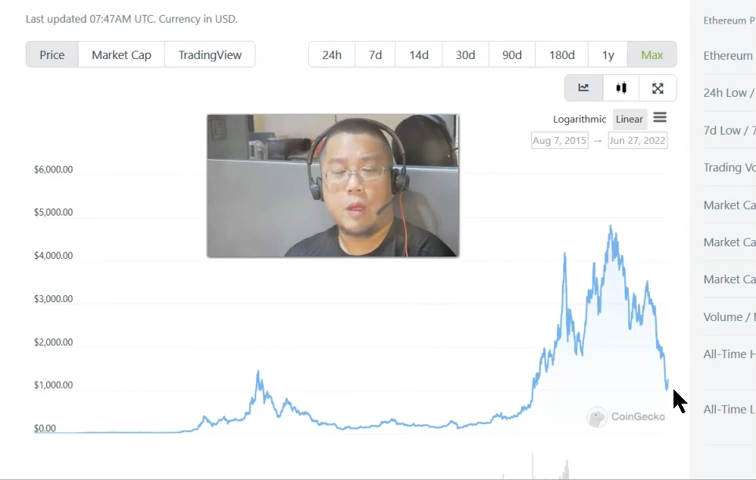 Last updated 07:47AM UTC. Currency in USD.
Ethereum P
Price Market Cap TradingView 24h 7d 14d 30d 90d 180d 1y Max
Ethereum
24h Low /
Logarithmic Linear
7d Low / 7
Aug 7, 2015 → Jun 27, 2022
$6,000.00
Trading Vo
$5,000.00
Market Ca
$4,000.00
Market Ca
$3,000.00
Market Ca
$2,000.00
Volume /
All-Time H
$1,000.00
All-Time L
CoinGecko
$0.00